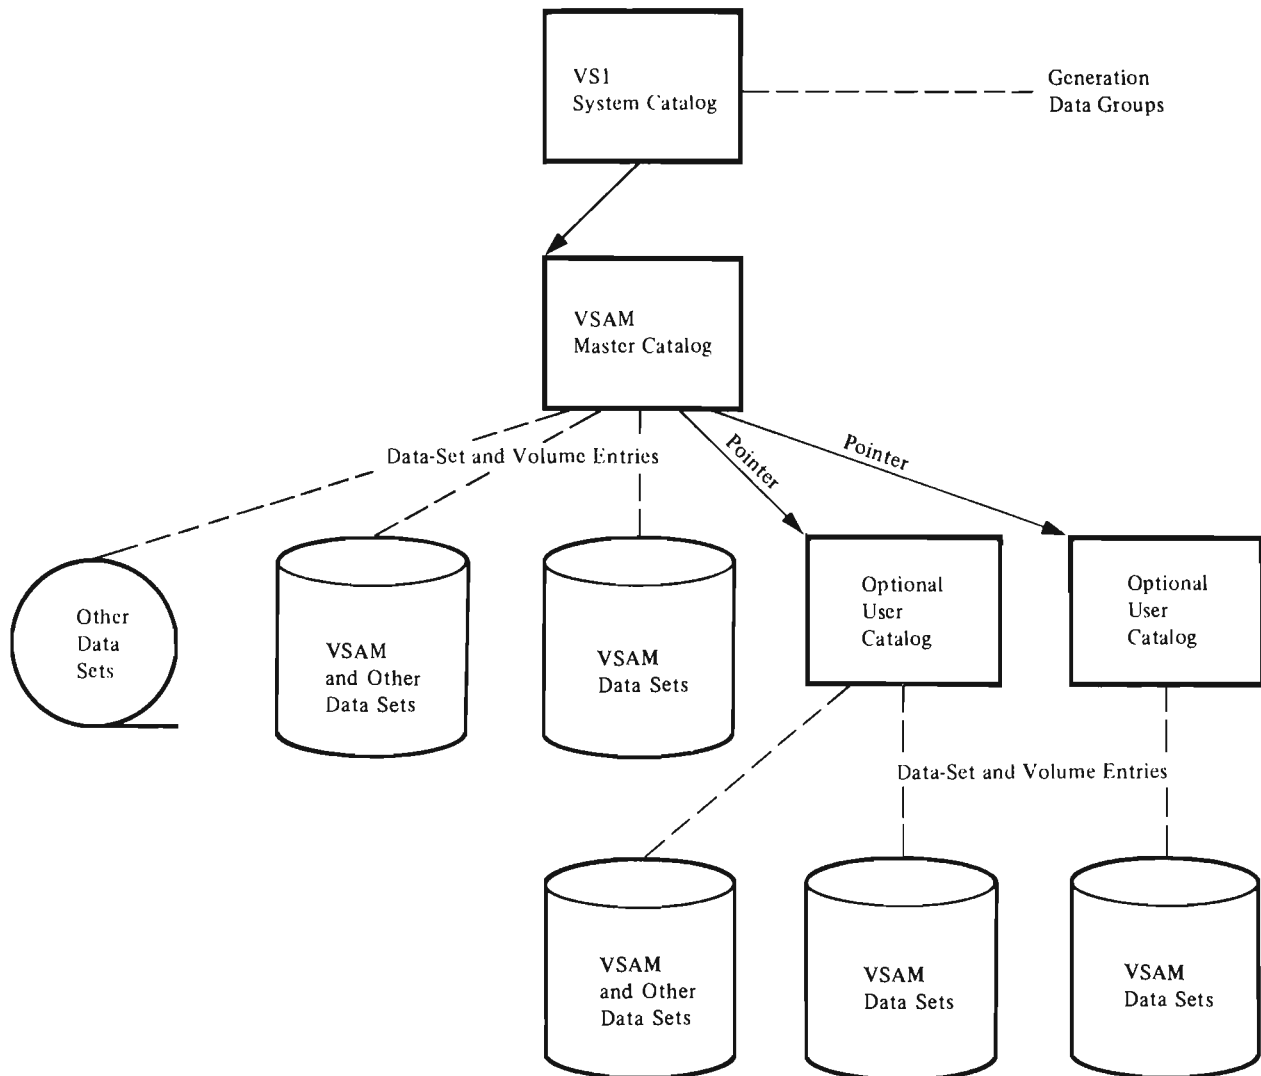 VS1
System Catalog
Generation
Data Groups
VSAM
Master Catalog
Data-Set and Volume Entries
Pointer
Pointer
Other
Data
Sets
VSAM
and Other
Data Sets
VSAM
Data Sets
Optional
User
Catalog
Optional
User
Catalog
Data-Set and Volume Entries
VSAM
and Other
Data Sets
VSAM
Data Sets
VSAM
Data Sets